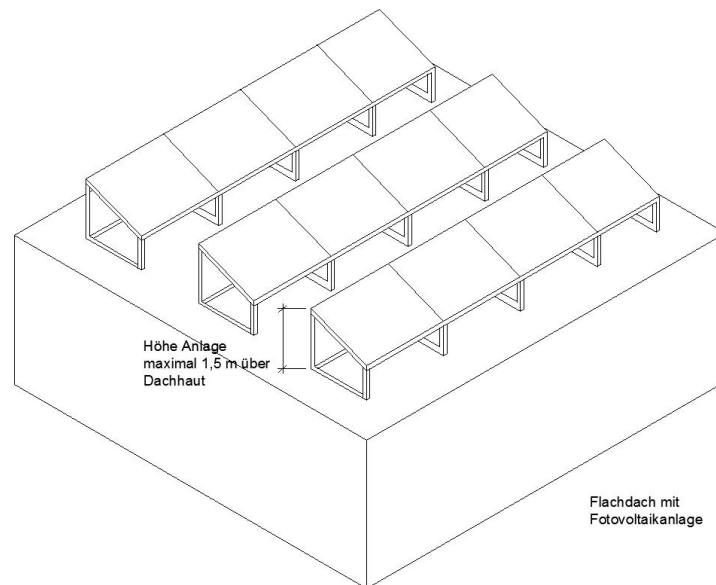 Höhe Anlage
maximal 1,5 m über
Dachhaut
Flachdach mit
Fotovoltaikanlage